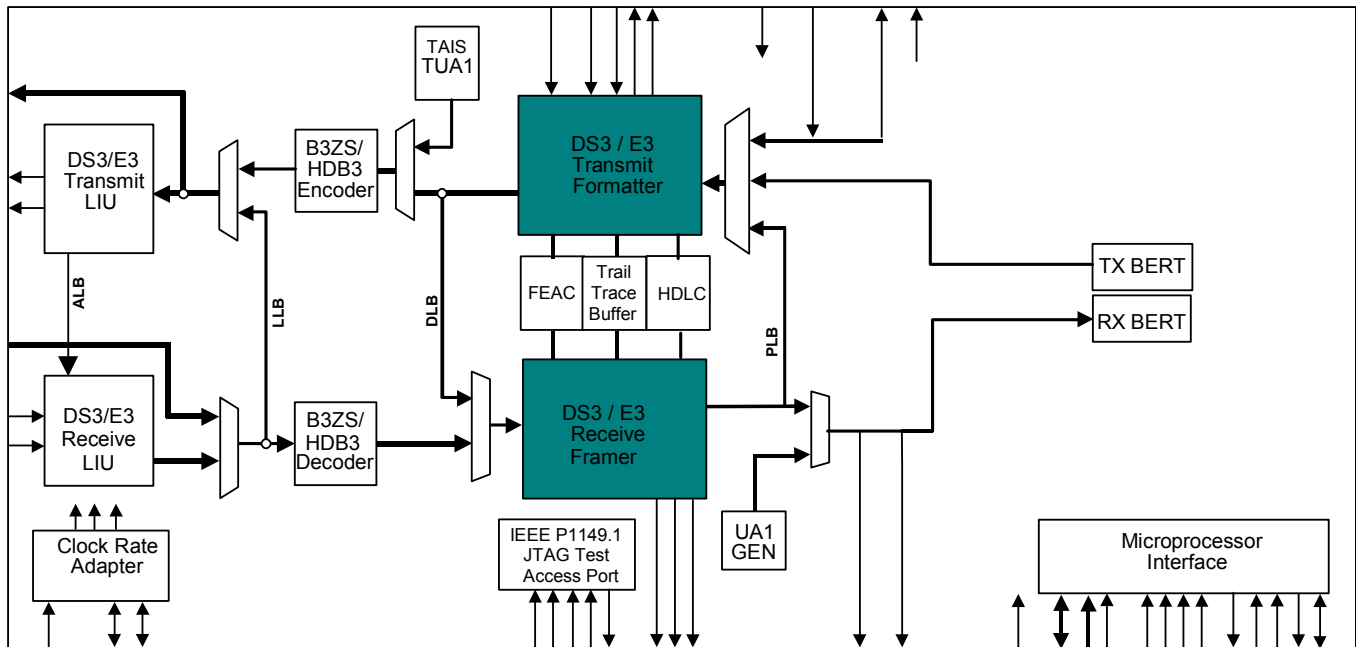 TAIS
TUA1
DS3/E3
Transmit
LIU
B3ZS/
HDB3
Encoder
DS3 / E3
Transmit
Formatter
FEAC
Trail
Trace
Buffer
HDLC
TX BERT
RX BERT
ALB
LLB
DLB
PLB
DS3/E3
Receive
LIU
B3ZS/
HDB3
Decoder
DS3 / E3
Receive
Framer
Clock Rate
Adapter
IEEE P1149.1
JTAG Test
Access Port
UA1
GEN
Microprocessor
Interface